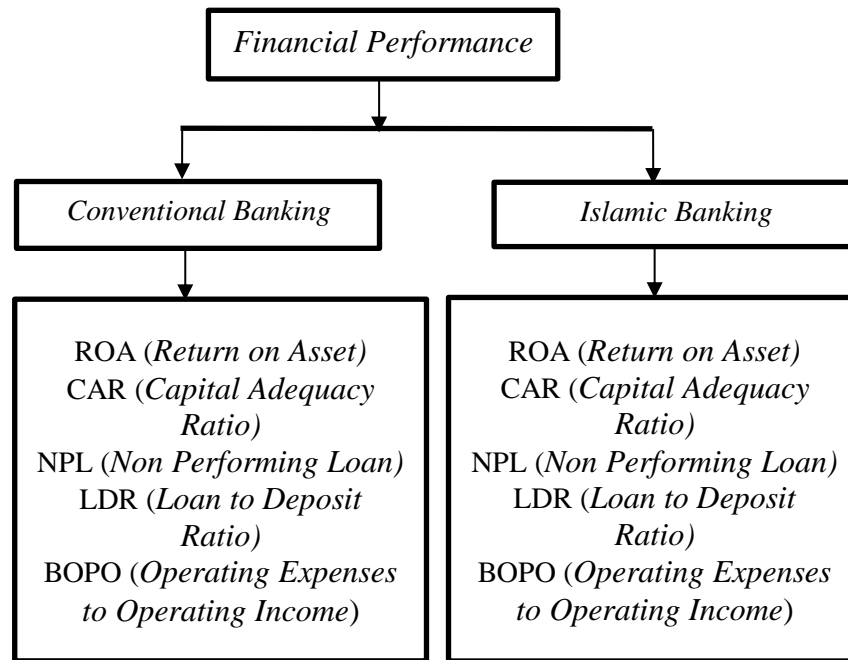 Financial Performance
Conventional Banking
Islamic Banking
ROA (Return on Asset)
CAR (Capital Adequacy
Ratio)
NPL (Non Performing Loan)
LDR (Loan to Deposit
Ratio)
BOPO (Operating Expenses
to Operating Income)
ROA (Return on Asset)
CAR (Capital Adequacy
Ratio)
NPL (Non Performing Loan)
LDR (Loan to Deposit
Ratio)
BOPO (Operating Expenses
to Operating Income)